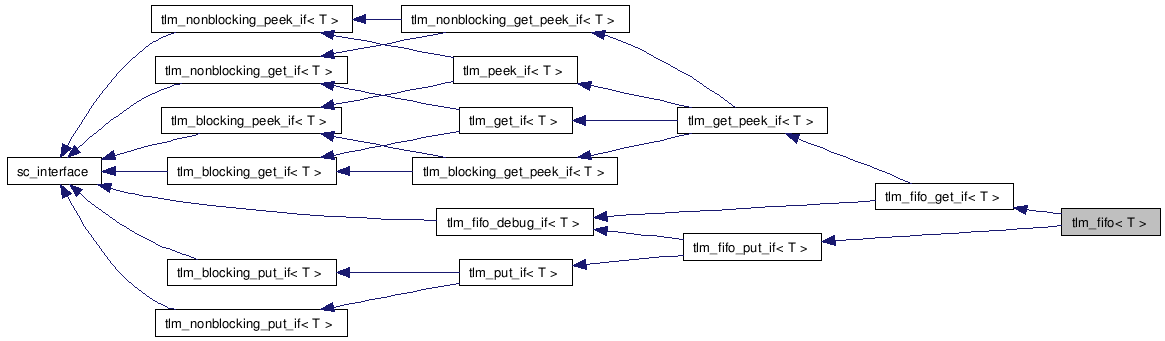 tlm_nonblocking_peek_if< T >
tlm_nonblocking_get_peek_if< T >
tlm_nonblocking_get_if< T >
tlm_peek_if< T >
tlm_blocking_peek_if< T >
tlm_get_if< T >
tlm_get_peek_if< T >
sc_interface
tlm_blocking_get_if< T >
tlm_blocking_get_peek_if< T >
tlm_fifo_get_if< T >
tlm_fifo_debug_if< T >
tlm_fifo< T >
tlm_fifo_put_if< T >
tlm_blocking_put_if< T >
tlm_put_if< T >
tlm_nonblocking_put_if< T >